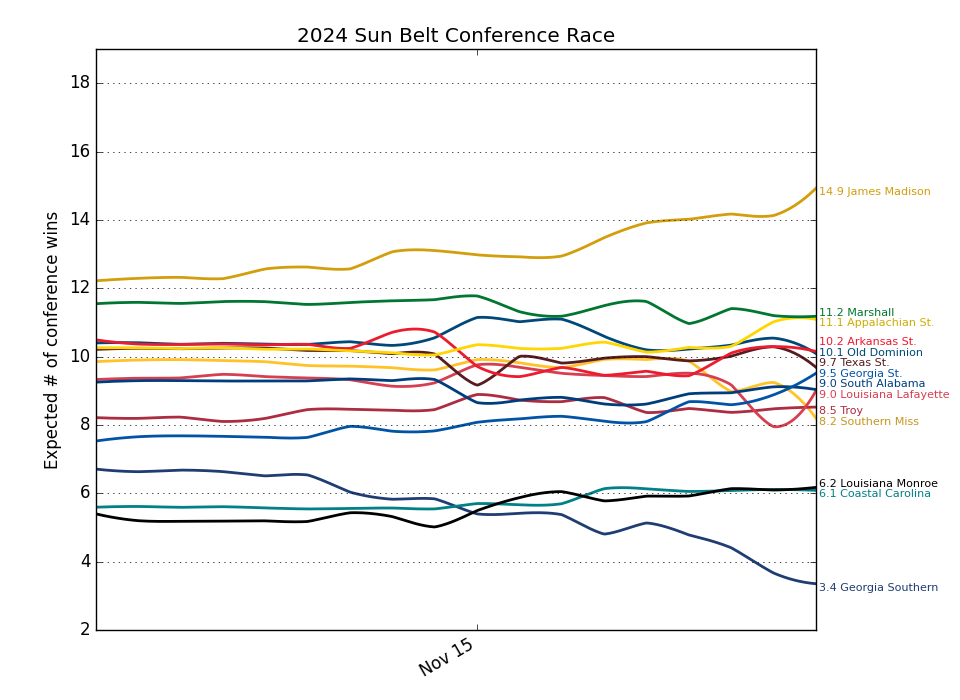 2024 Sun Belt Conference Race
Expected # of conference wins
18
16
14
12
10
8
6
4
2
Nov 15
14.9 James Madison
11.2 Marshall
11.1 Appalachian St.
10.2 Arkansas St.
10.1 Old Dominion
9.7 Texas St.
9.5 Georgia St.
9.0 South Alabama
9.0 Louisiana Lafayette
8.5 Troy
8.2 Southern Miss
6.2 Louisiana Monroe
6.1 Coastal Carolina
3.4 Georgia Southern